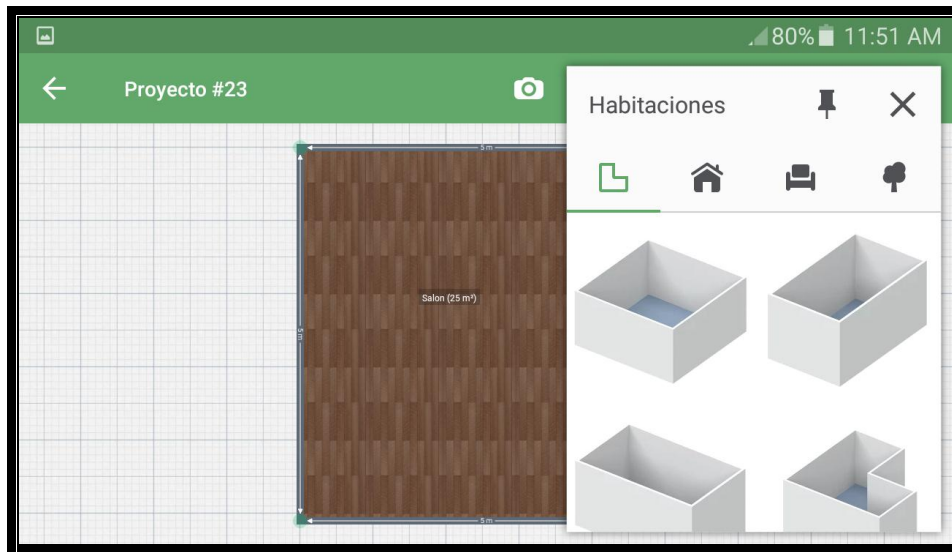 80% 11:51 AM
Proyecto #23
Habitaciones
5 m
Salon (25 m²)
5 m
5 m